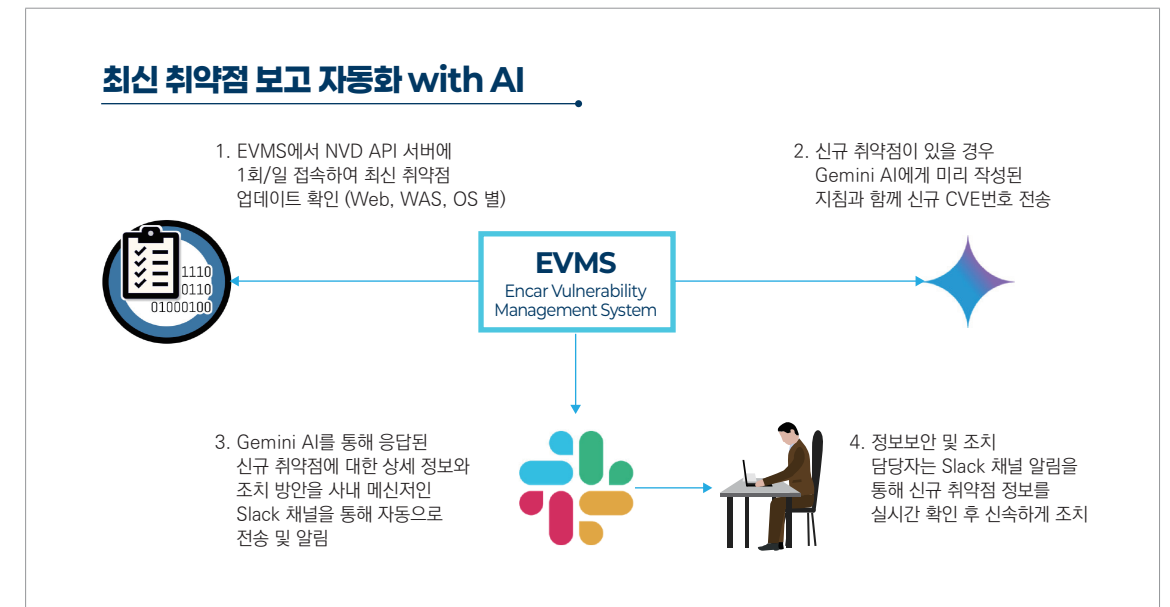 최신 취약점 보고 자동화 with AI
1. EVMS에서 NVD API 서버에
1회/일 접속하여 최신 취약점
업데이트 확인 (Web, WAS, OS 별)
2. 신규 취약점이 있을 경우
Gemini AI에게 미리 작성된
지침과 함께 신규 CVE번호 전송
1110
0110
01000100
EVMS
Encar Vulnerability
Management System
3. Gemini AI를 통해 응답된
신규 취약점에 대한 상세 정보와
조치 방안을 사내 메신저인
Slack 채널을 통해 자동으로
전송 및 알림
4. 정보보안 및 조치
담당자는 Slack 채널 알림을
통해 신규 취약점 정보를
실시간 확인 후 신속하게 조치